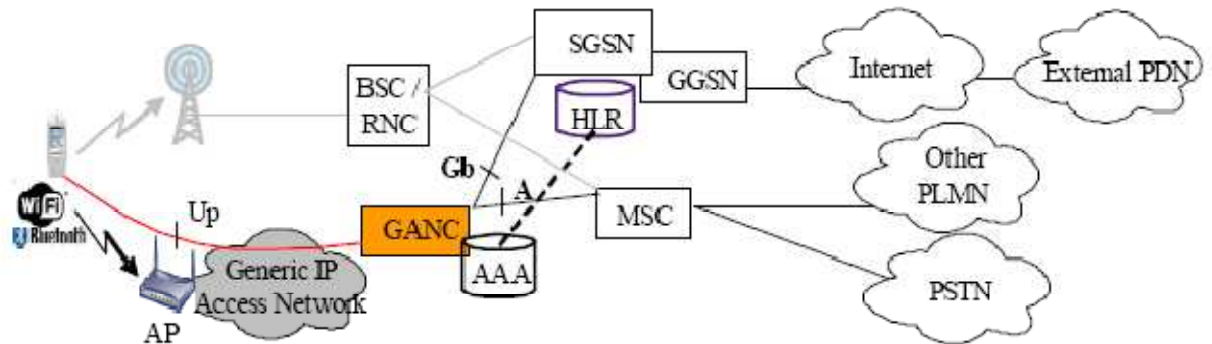 SGSN
BSC /
RNC
GGSN
Internet
External PDN
HLR
Gb
A
Other
PLMN
WiFi
Bluetooth
Up
GANC
MSC
Generic IP
Access Network
AAA
PSTN
AP